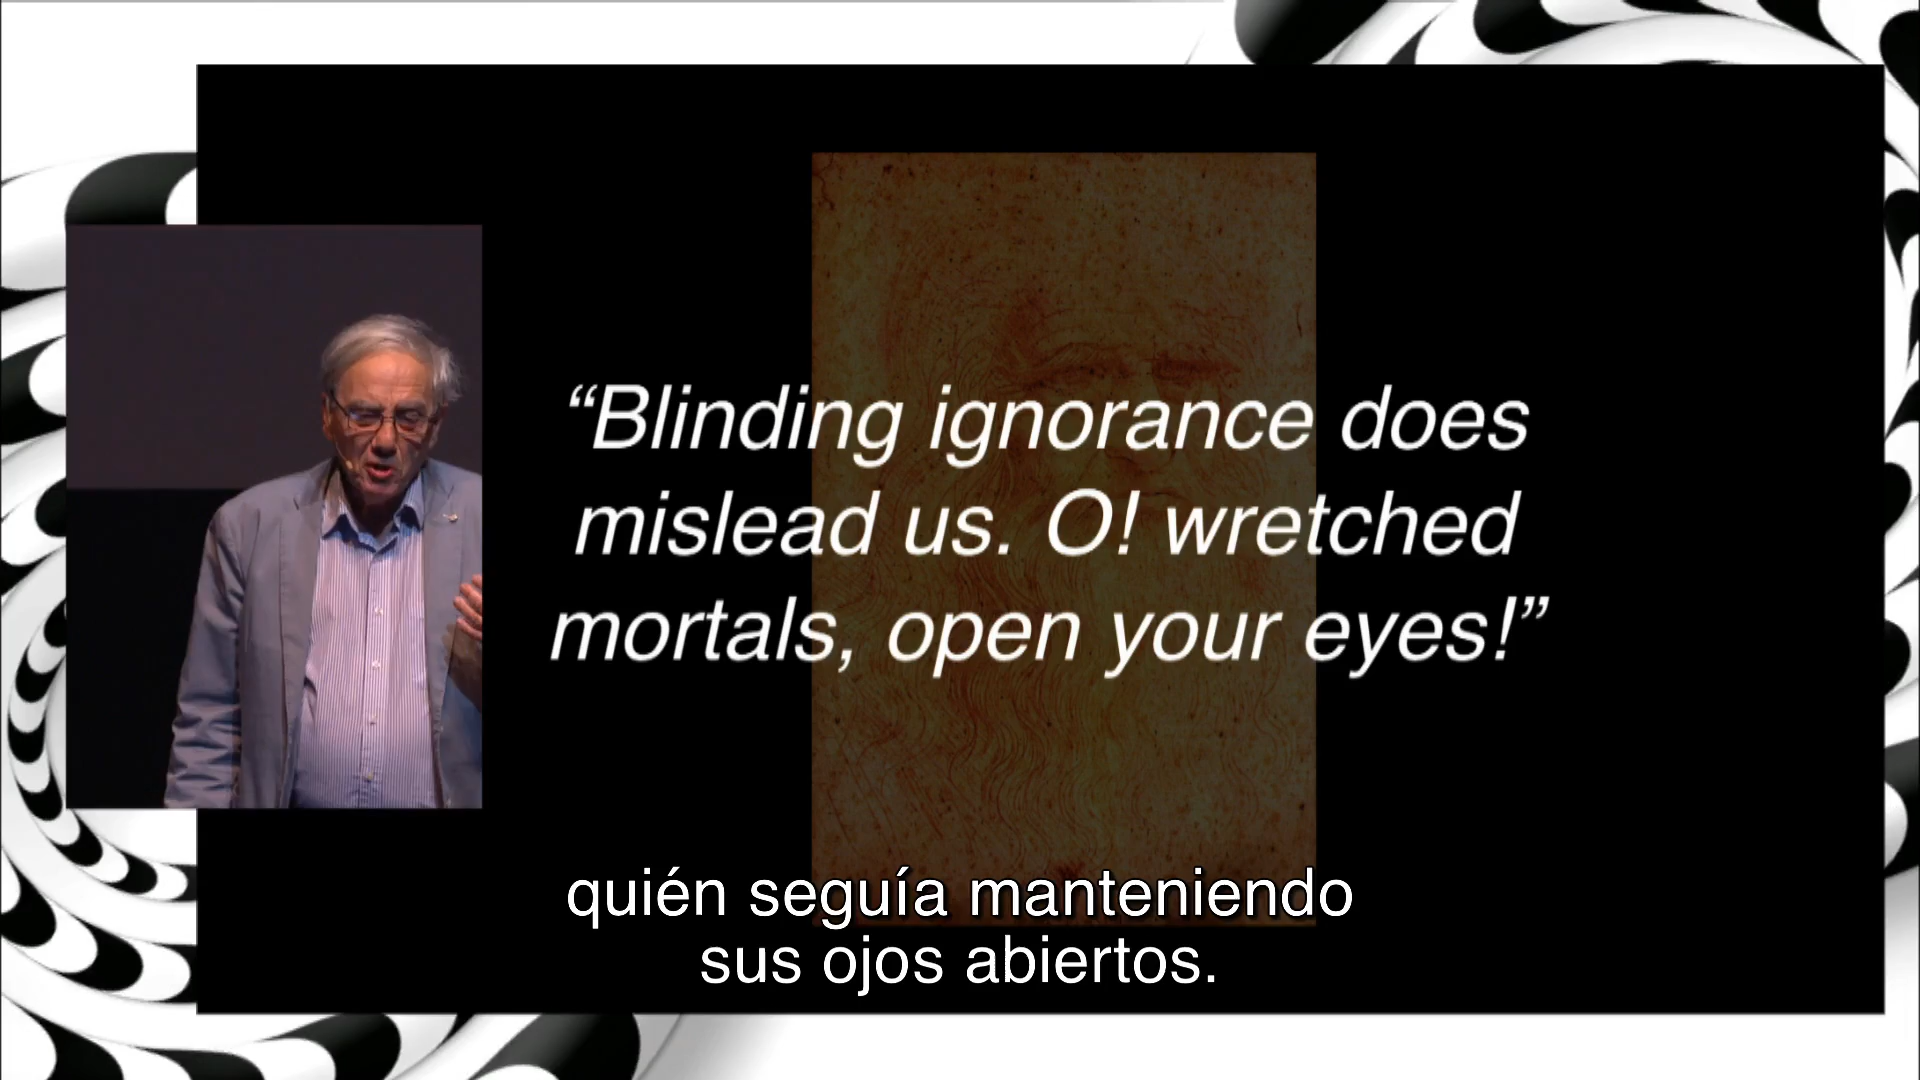 “Blinding ignorance does
mislead us. O! wretched
mortals, open your eyes!”
quién seguía manteniendo
sus ojos abiertos.